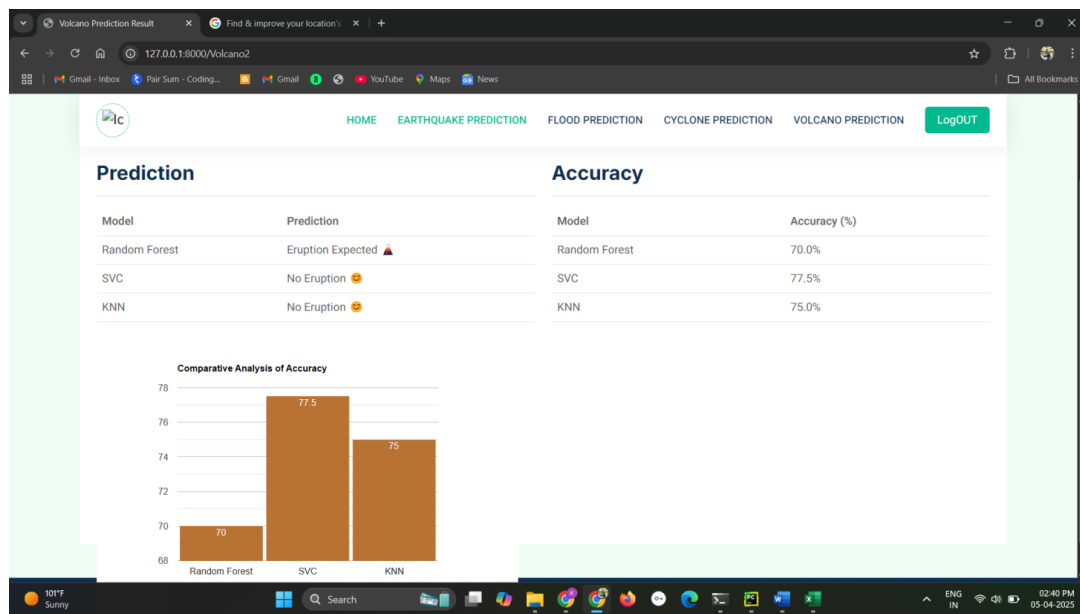 Volcano Prediction Result
Find & improve your location's
127.0.0.1:8000/Volcano2
Gmail - Inbox
Pair Sum - Coding...
Gmail
YouTube
Maps
News
All Bookmarks
HOME
EARTHQUAKE PREDICTION
FLOOD PREDICTION
CYCLONE PREDICTION
VOLCANO PREDICTION
LogOUT
Prediction
Model Prediction
Random Forest Eruption Expected 🌋
SVC No Eruption 😊
KNN No Eruption 😊
Accuracy
Model Accuracy (%)
Random Forest 70.0%
SVC 77.5%
KNN 75.0%
Comparative Analysis of Accuracy
78
76
74
72
70
68
70
77.5
75
Random Forest SVC KNN
101°F
Sunny
Search
ENG
IN
02:40 PM
05-04-2025